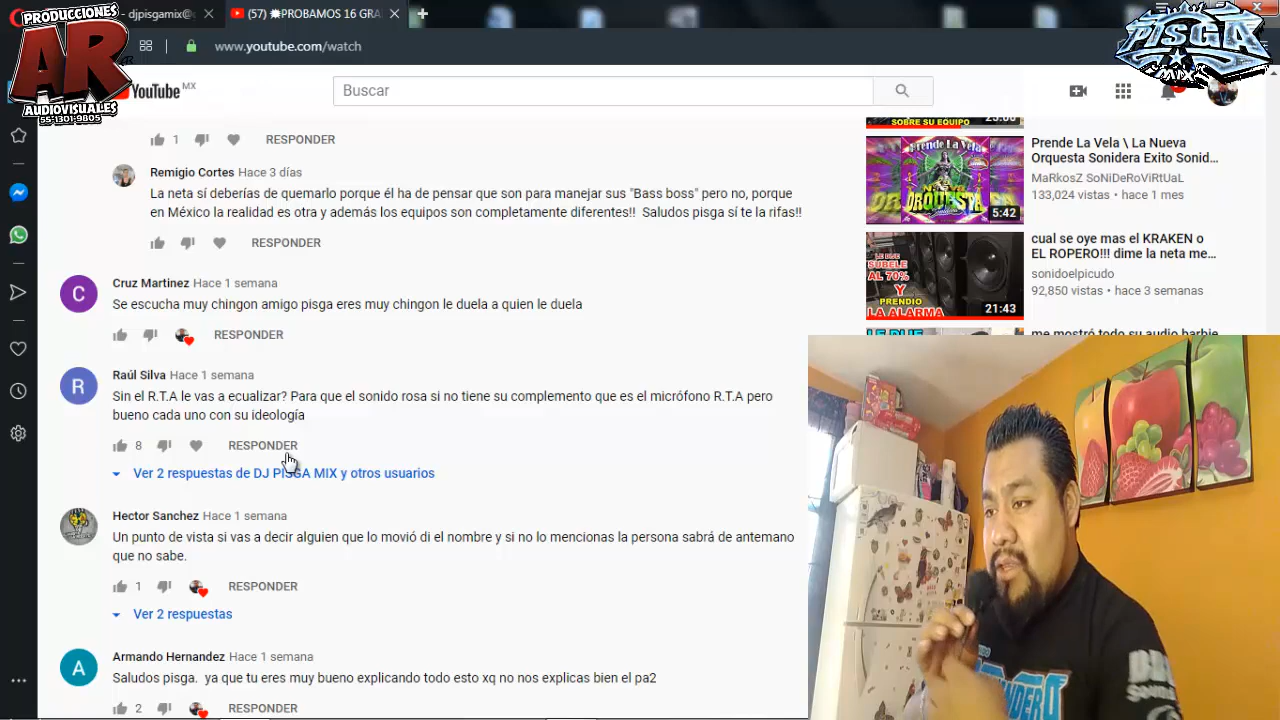 PRODUCCIONES
AR
AUDIOVISUALES
55-1301-9805
- djpisgamix@
(57) PROBAMOS 16 GRA
www.youtube.com/watch
PISGA
MIX
YouTube MX
Buscar
1 RESPONDER
Remigio Cortes Hace 3 días
La neta sí deberías de quemarlo porque él ha de pensar que son para manejar sus "Bass boss" pero no, porque
en México la realidad es otra y además los equipos son completamente diferentes!! Saludos pisga sí te la rifas!!
RESPONDER
Cruz Martinez Hace 1 semana
Se escucha muy chingon amigo pisga eres muy chingon le duela a quien le duela
RESPONDER
Raúl Silva Hace 1 semana
Sin el R.T.A le vas a ecualizar? Para que el sonido rosa si no tiene su complemento que es el micrófono R.T.A pero
bueno cada uno con su ideología
8 RESPONDER
Ver 2 respuestas de DJ PISGA MIX y otros usuarios
Hector Sanchez Hace 1 semana
Un punto de vista si vas a decir alguien que lo movió di el nombre y si no lo mencionas la persona sabrá de antemano
que no sabe.
1 RESPONDER
Ver 2 respuestas
Armando Hernandez Hace 1 semana
Saludos pisga. ya que tu eres muy bueno explicando todo esto xq no nos explicas bien el pa2
2 RESPONDER
SOBRE SU EQUIPO
25:00
Prende La Vela
NUEVA
ORQUESTA
5:42
Prende La Vela \ La Nueva
Orquesta Sonidera Exito Sonid...
MaRkosZ SoNiDeRoViRtUaL
133,024 vistas • hace 1 mes
LE DIJE
SUBELE
AL 70%
Y
PRENDIO
LA ALARMA
21:43
cual se oye mas el KRAKEN o
EL ROPERO!!! dime la neta me...
sonidoelpicudo
92,850 vistas • hace 3 semanas
me mostró todo su audio barbie